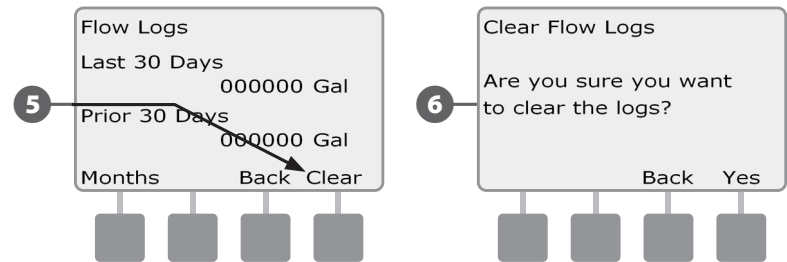 Flow Logs
Last 30 Days
000000 Gal
5
Prior 30 Days
000000 Gal
Months Back Clear
Clear Flow Logs
Are you sure you want
6
to clear the logs?
Back Yes